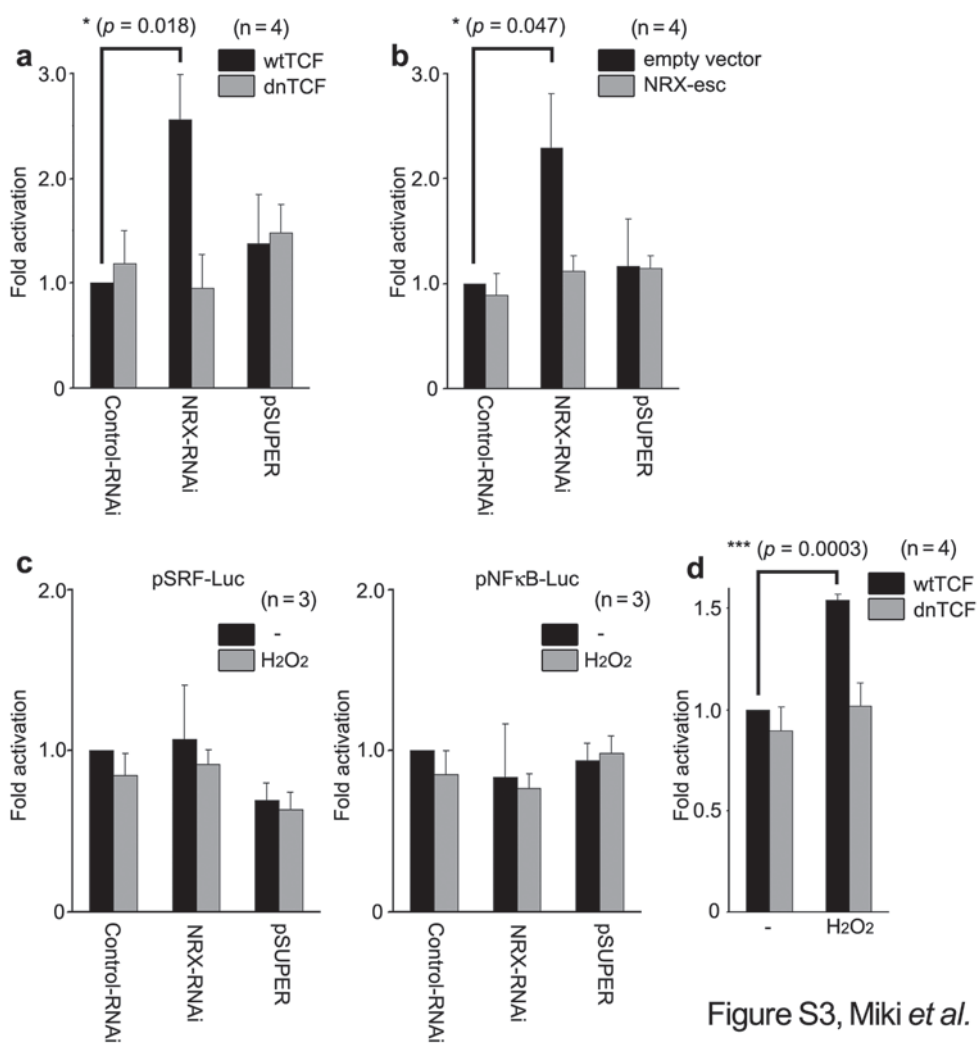 a
* (p = 0.018)
(n = 4)
wtTCF
dnTCF
Fold activation
3.0
2.0
1.0
0
Control-RNAi
NRX-RNAi
pSUPER
b
* (p = 0.047)
(n = 4)
empty vector
NRX-esc
Fold activation
3.0
2.0
1.0
0
Control-RNAi
NRX-RNAi
pSUPER
c
pSRF-Luc
(n = 3)
-
H2O2
Fold activation
2.0
1.0
0
Control-RNAi
NRX-RNAi
pSUPER
pNFκB-Luc
(n = 3)
-
H2O2
Fold activation
2.0
1.0
0
Control-RNAi
NRX-RNAi
pSUPER
d
*** (p = 0.0003)
(n = 4)
wtTCF
dnTCF
Fold activation
1.5
1.0
0.5
0
-
H2O2
Figure S3, Miki et al.